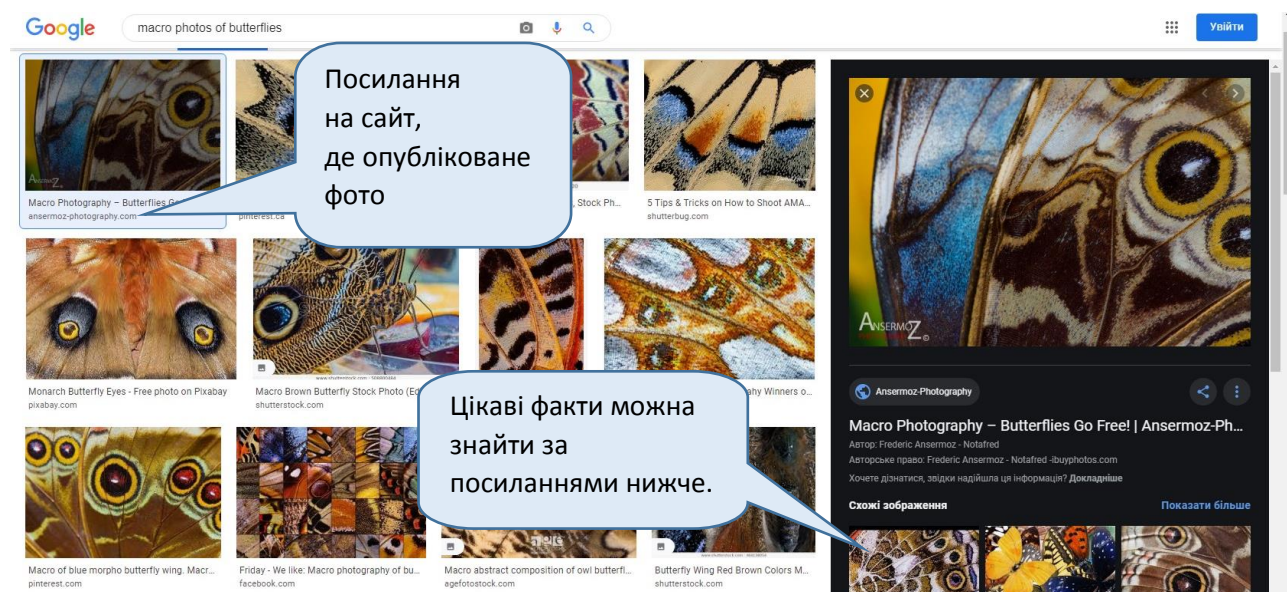 Google
macro photos of butterflies
Увійти
Посилання
на сайт,
де опубліковане
фото
ANSERMOZ©
Macro Photography – Butterflies Go
ansermoz-photography.com
pinterest.ca
, Stock Ph...
5 Tips & Tricks on How to Shoot AMA...
shutterbug.com
ANSERMOZ©
Monarch Butterfly Eyes - Free photo on Pixabay
pixabay.com
Macro Brown Butterfly Stock Photo (Ed
shutterstock.com
Winners o...
Цікаві факти можна
знайти за
посиланнями нижче.
Ansermoz-Photography
Macro Photography – Butterflies Go Free! | Ansermoz-Ph...
Автор: Frederic Ansermoz - Notafred
Авторське право: Frederic Ansermoz - Notafred -ibuyphotos.com
Хочете дізнатися, звідки надійшла ця інформація? Докладніше
Схожі зображення
Показати більше
Macro of blue morpho butterfly wing. Macr...
pinterest.com
Friday - We like: Macro photography of bu...
facebook.com
Macro abstract composition of owl butterfl...
agefotostock.com
Butterfly Wing Red Brown Colors M...
shutterstock.com